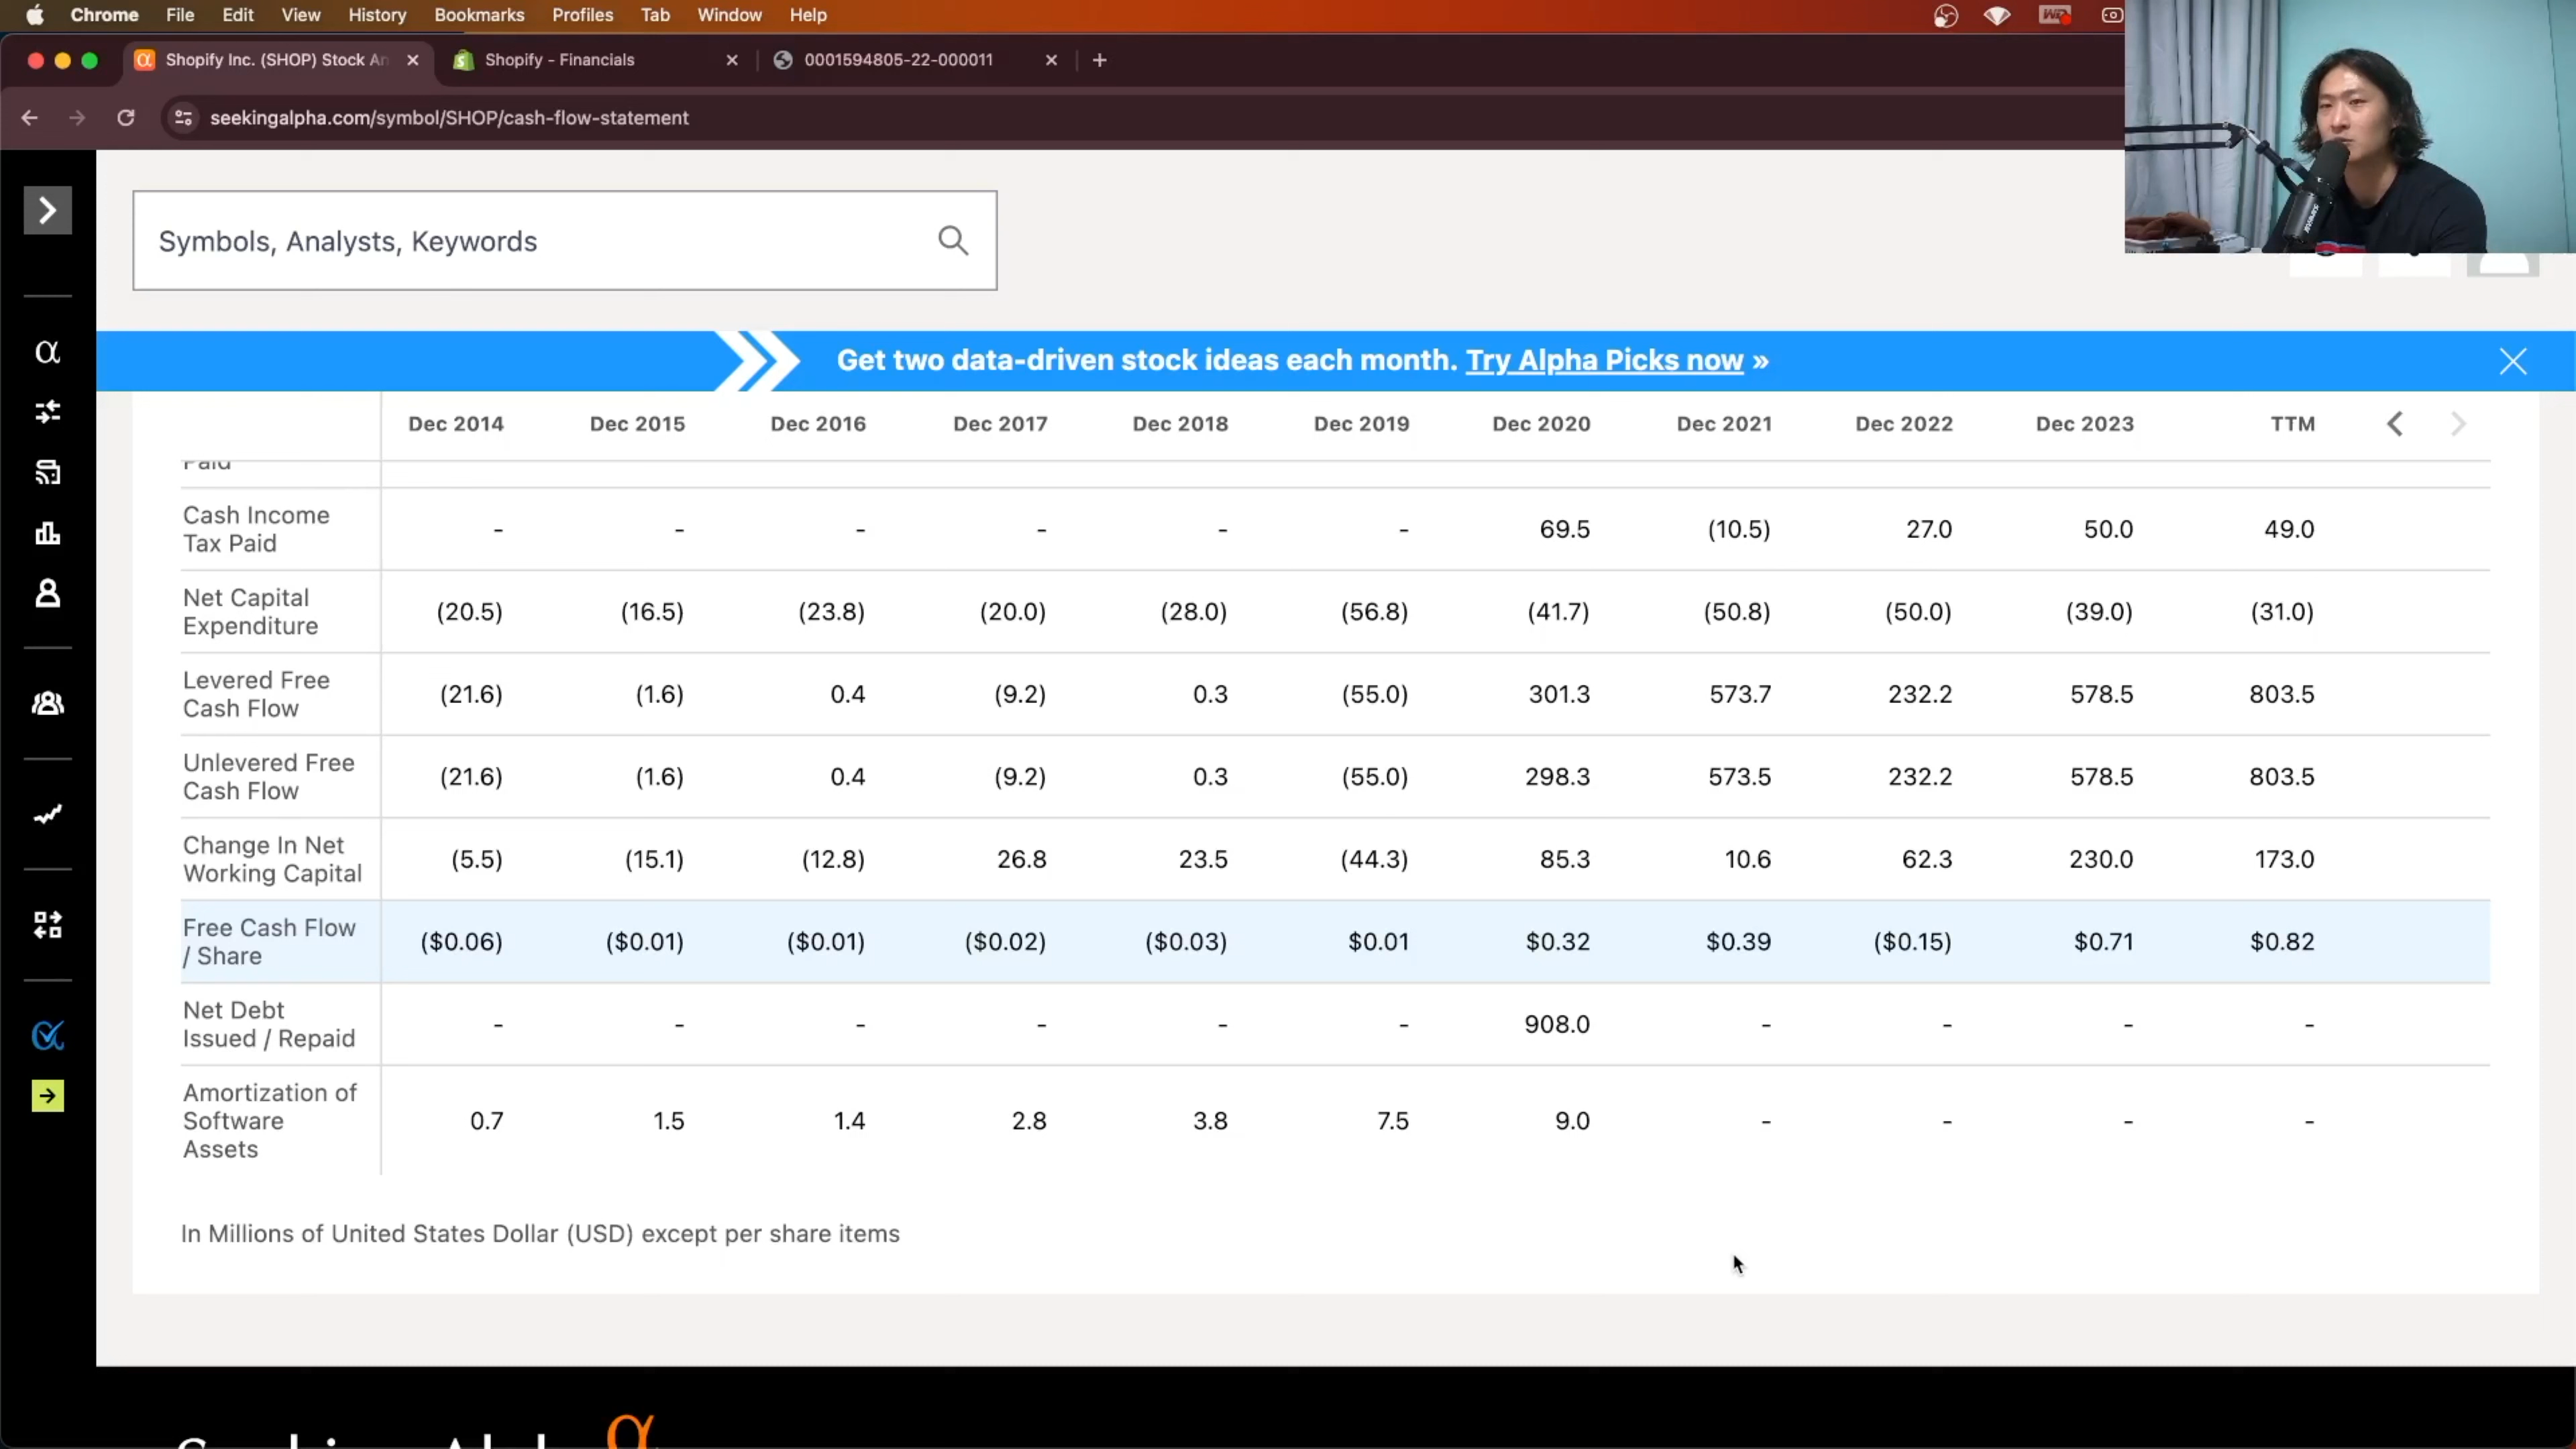 Chrome File Edit View History Bookmarks Profiles Tab Window Help
Shopify Inc. (SHOP) Stock An
Shopify - Financials
0001594805-22-000011
seekingalpha.com/symbol/SHOP/cash-flow-statement
Symbols, Analysts, Keywords
Get two data-driven stock ideas each month. Try Alpha Picks now »
Dec 2014 Dec 2015 Dec 2016 Dec 2017 Dec 2018 Dec 2019 Dec 2020 Dec 2021 Dec 2022 Dec 2023 TTM
Paid
Cash Income
Tax Paid
- - - - - - 69.5 (10.5) 27.0 50.0 49.0
Net Capital
Expenditure
(20.5) (16.5) (23.8) (20.0) (28.0) (56.8) (41.7) (50.8) (50.0) (39.0) (31.0)
Levered Free
Cash Flow
(21.6) (1.6) 0.4 (9.2) 0.3 (55.0) 301.3 573.7 232.2 578.5 803.5
Unlevered Free
Cash Flow
(21.6) (1.6) 0.4 (9.2) 0.3 (55.0) 298.3 573.5 232.2 578.5 803.5
Change In Net
Working Capital
(5.5) (15.1) (12.8) 26.8 23.5 (44.3) 85.3 10.6 62.3 230.0 173.0
Free Cash Flow
/ Share
($0.06) ($0.01) ($0.01) ($0.02) ($0.03) $0.01 $0.32 $0.39 ($0.15) $0.71 $0.82
Net Debt
Issued / Repaid
- - - - - - 908.0 - - - -
Amortization of
Software
Assets
0.7 1.5 1.4 2.8 3.8 7.5 9.0 - - - -
In Millions of United States Dollar (USD) except per share items